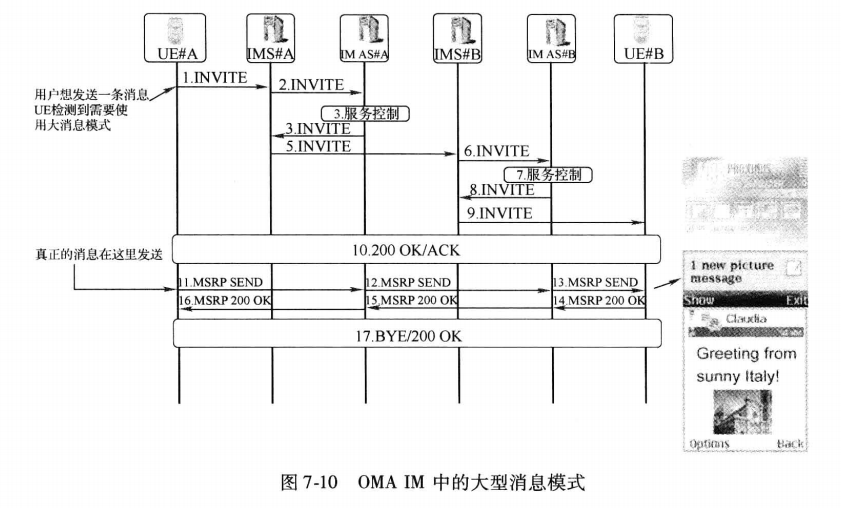 UE#A
IMS#A
IM AS#A
IMS#B
IM AS#B
UE#B
用户想发送一条消息
UE检测到需要使
用大消息模式
1.INVITE
2.INVITE
3.服务控制
3.INVITE
5.INVITE
6.INVITE
7.服务控制
8.INVITE
9.INVITE
10.200 OK/ACK
真正的消息在这里发送
11.MSRP SEND
12.MSRP SEND
13.MSRP SEND
16.MSRP 200 OK
15.MSRP SEND
14.MSRP 200 OK
17.BYE/200 OK
1 new picture
message
Show
Exit
Claudia
Greeting from
sunny Italy!
Options
Back
图 7-10 OMA IM 中的大型消息模式